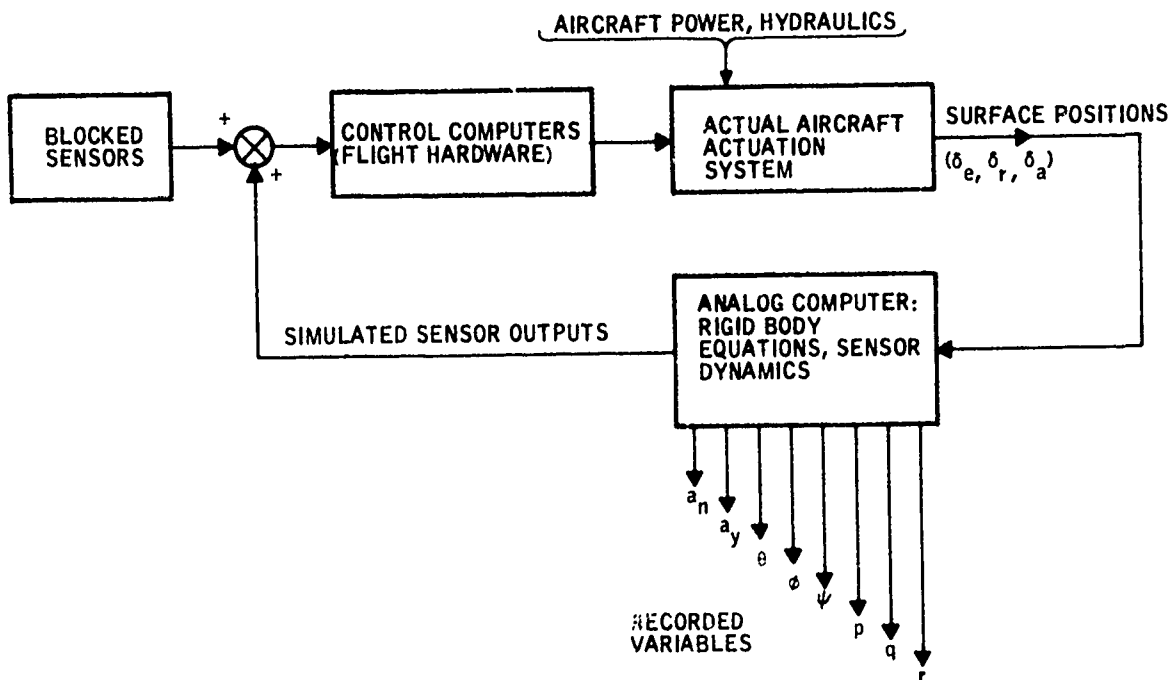 AIRCRAFT POWER, HYDRAULICS
BLOCKED
SENSORS
+
+
CONTROL COMPUTERS
(FLIGHT HARDWARE)
ACTUAL AIRCRAFT
ACTUATION
SYSTEM
SURFACE POSITIONS
(δe, δr, δa)
SIMULATED SENSOR OUTPUTS
ANALOG COMPUTER:
RIGID BODY
EQUATIONS, SENSOR
DYNAMICS
an
ay
θ
ø
ψ
p
q
r
RECORDED
VARIABLES